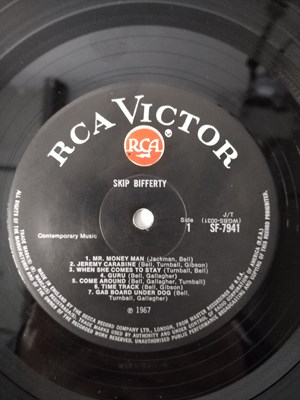 RCA VICTOR
RCA
®
SKIP BIFFERTY
J/T
(WGBS-0031)
Side
1 SF-7941
Contemporary Music
1. MR. MONEY MAN (Jackman, Bell)
2. JEREMY CARABINE (Bell, Turnbull, Gibson)
3. WHEN SHE COMES TO STAY (Turnbull, Bell)
4. GURU (Bell, Gallagher)
5. COME AROUND (Bell, Gallagher, Turnbull)
6. TIME TRACK (Bell, Gibson)
7. GAS BOARD UNDER DOG (Bell,
Turnbull, Gallagher)
℗ 1967